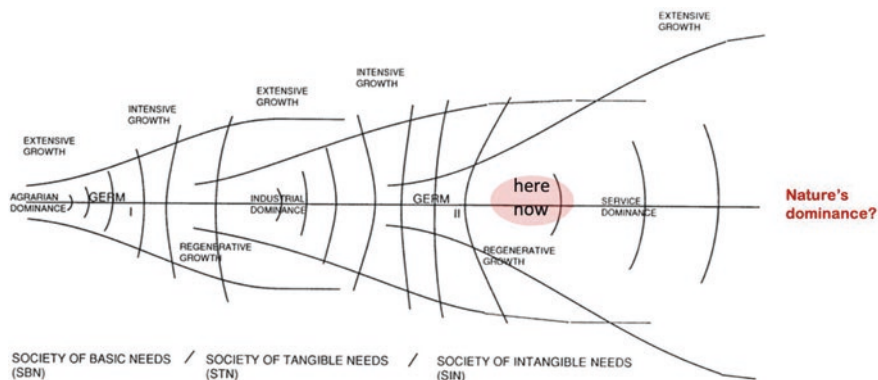 EXTENSIVE
GROWTH
INTENSIVE
GROWTH
EXTENSIVE
GROWTH
INTENSIVE
GROWTH
EXTENSIVE
GROWTH
AGRARIAN
DOMINANCE
GERM
I
INDUSTRIAL
DOMINANCE
GERM
II
here
now
SERVICE
DOMINANCE
Nature's
dominance?
REGENERATIVE
GROWTH
REGENERATIVE
GROWTH
SOCIETY OF BASIC NEEDS / SOCIETY OF TANGIBLE NEEDS / SOCIETY OF INTANGIBLE NEEDS
(SBN) (STN) (SIN)